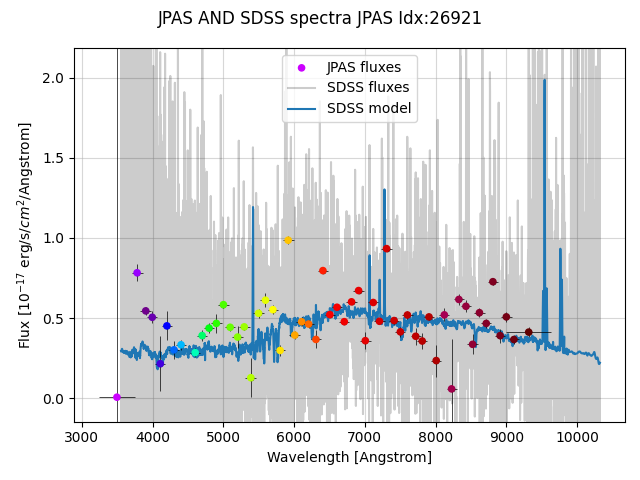 JPAS AND SDSS spectra JPAS Idx:26921
JPAS fluxes
SDSS fluxes
SDSS model
Flux [10⁻¹⁷ erg/s/cm²/Angstrom]
2.0
1.5
1.0
0.5
0.0
3000 4000 5000 6000 7000 8000 9000 10000
Wavelength [Angstrom]